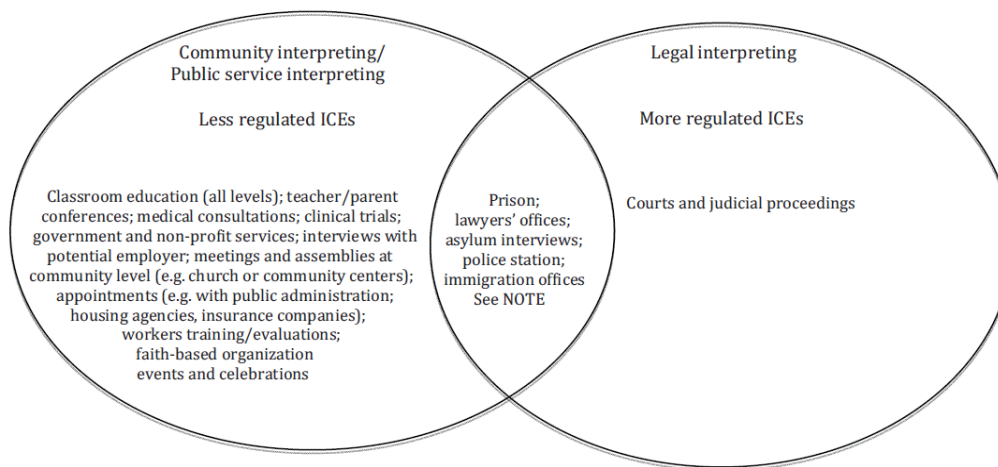 Community interpreting/
Public service interpreting
Less regulated ICEs
Classroom education (all levels); teacher/parent
conferences; medical consultations; clinical trials;
government and non-profit services; interviews with
potential employer; meetings and assemblies at
community level (e.g. church or community centers);
appointments (e.g. with public administration;
housing agencies, insurance companies);
workers training/evaluations;
faith-based organization
events and celebrations
Prison;
lawyers’ offices;
asylum interviews;
police station;
immigration offices
See NOTE
Legal interpreting
More regulated ICEs
Courts and judicial proceedings